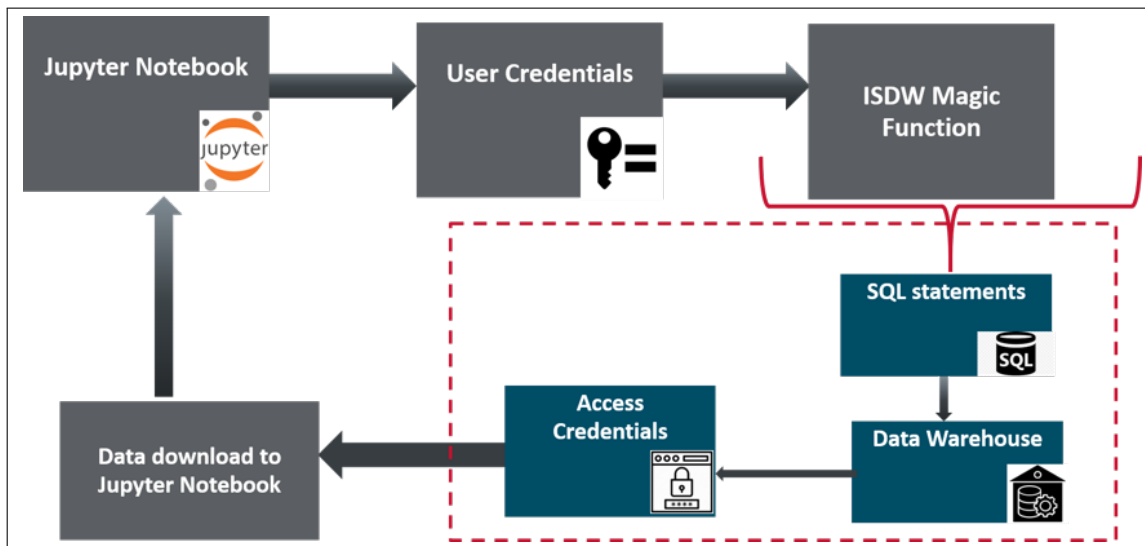 Jupyter Notebook
jupyter
User Credentials
ISDW Magic
Function
SQL statements
SQL
Data Warehouse
Access
Credentials
****
Data download to
Jupyter Notebook